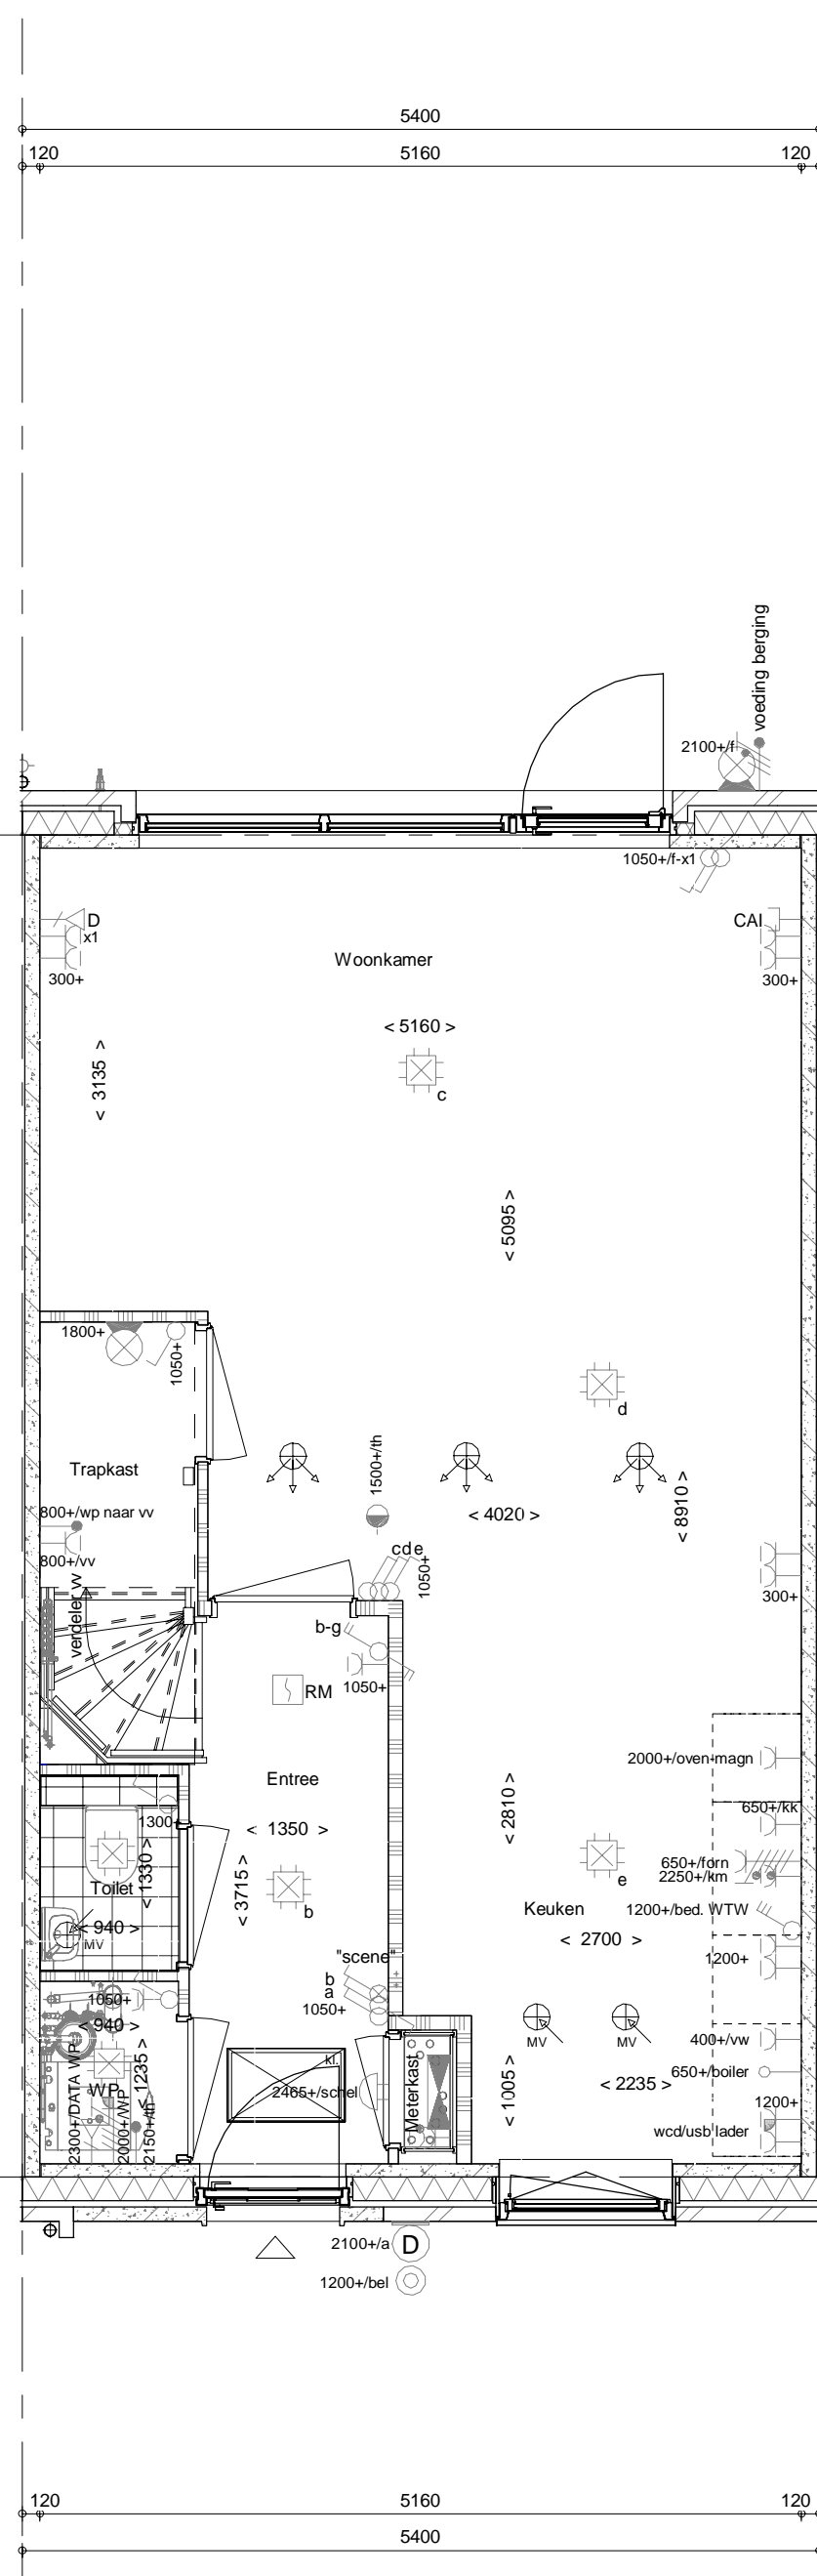 5400
120 5160 120
voeding berging
2100+/f
1050+/f-x1
D
x1
300+
CAI
300+
Woonkamer
< 5160 >
< 3135 >
c
< 5095 >
1800+
1050+
d
Trapkast
1500+/th
< 4020 >
< 8910 >
800+/wp naar vv
800+/vv
cde
1050+
300+
verdeler vv
b-g
1050+
RM
2000+/oven-magn
Entree
650+/kk
1300+
< 1350 >
< 2810 >
< 1330 >
650+/forn
2250+/km
e
Toilet
< 3715 >
b
Keuken
1200+/bed. WTW
< 940 >
MV
< 2700 >
"scene"
b
a
1050+
1200+
1050+
< 940 >
MV
MV
400+/vw
kl.
2465+/schel
Meterkast
650+/boiler
WP
< 1235 >
< 1005 >
< 2235 >
1200+
2300+/DATA WP
2000+/WP
2150+/th
wcd/usb lader
2100+/a
D
1200+/bel
120 5160 120
5400